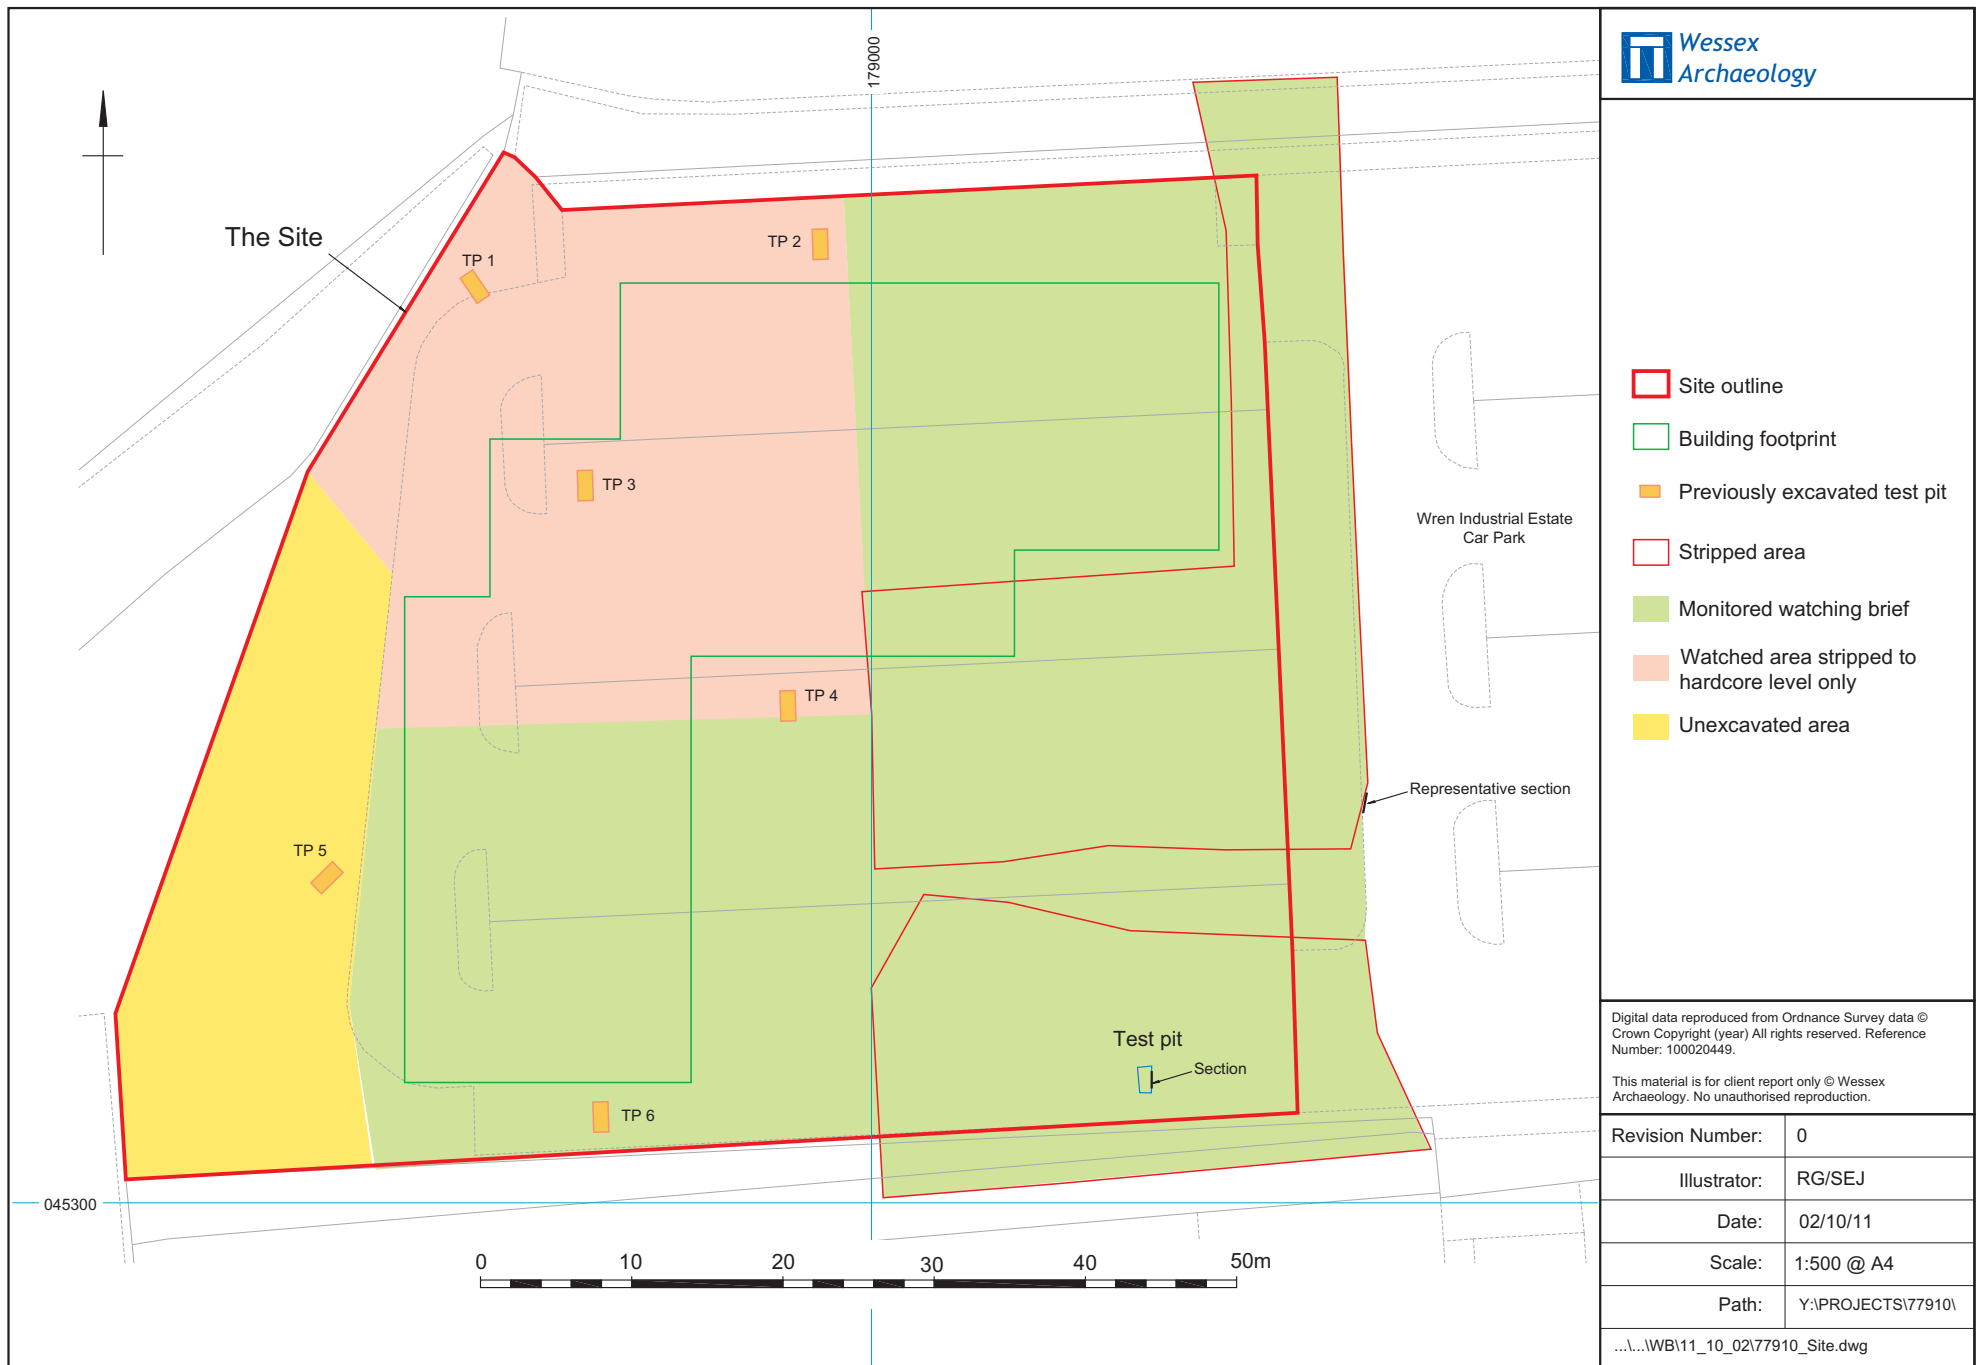 179000
The Site
TP 1
TP 2
TP 3
TP 4
TP 5
TP 6
Wren Industrial Estate
Car Park
Representative section
Test pit
Section
045300
0 10 20 30 40 50m
Wessex
Archaeology
Site outline
Building footprint
Previously excavated test pit
Stripped area
Monitored watching brief
Watched area stripped to
hardcore level only
Unexcavated area
Digital data reproduced from Ordnance Survey data ©
Crown Copyright (year) All rights reserved. Reference
Number: 100020449.
This material is for client report only © Wessex
Archaeology. No unauthorised reproduction.
Revision Number: 0
Illustrator: RG/SEJ
Date: 02/10/11
Scale: 1:500 @ A4
Path: Y:\PROJECTS\77910\
...\...\WB\11_10_02\77910_Site.dwg